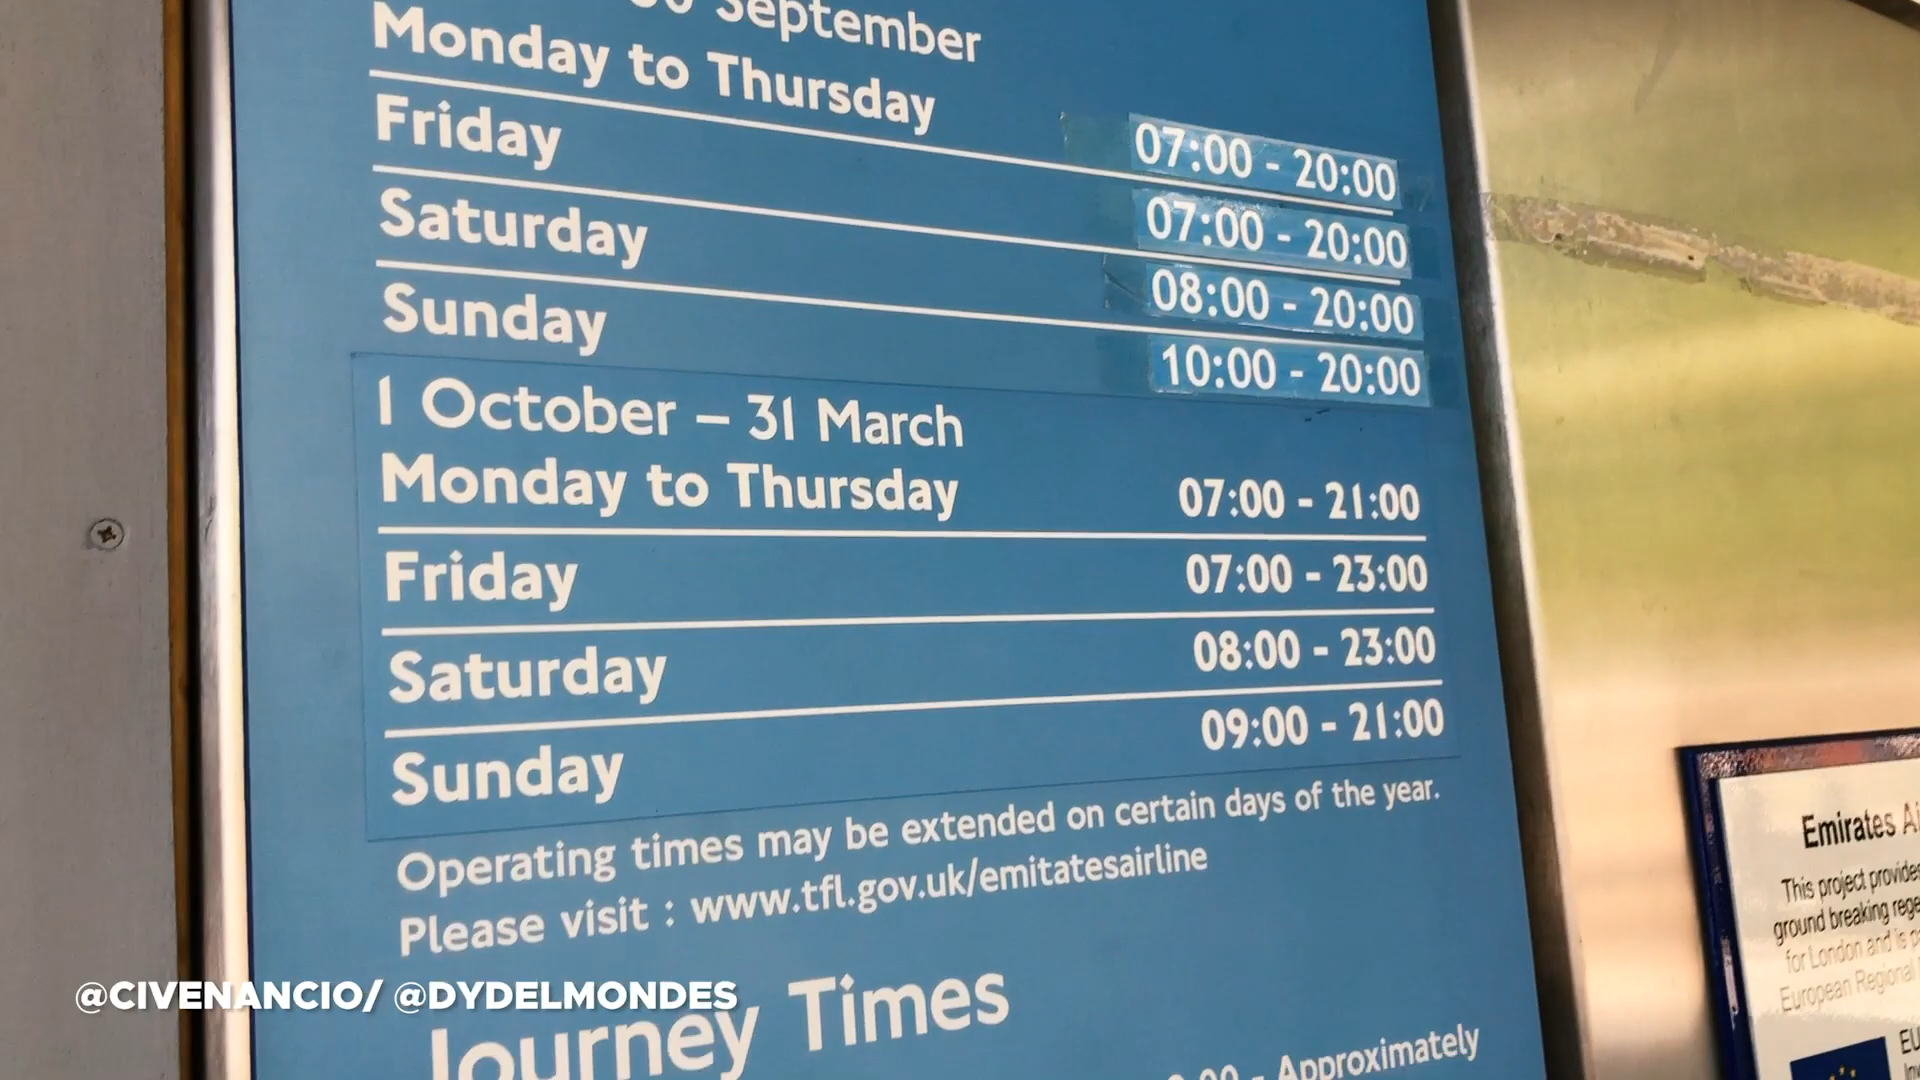 September
Monday to Thursday 07:00 - 20:00
Friday 07:00 - 20:00
Saturday 08:00 - 20:00
Sunday 10:00 - 20:00
1 October – 31 March
Monday to Thursday 07:00 - 21:00
Friday 07:00 - 23:00
Saturday 08:00 - 23:00
Sunday 09:00 - 21:00
Operating times may be extended on certain days of the year.
Please visit : www.tfl.gov.uk/emitatesairline
Journey Times
- Approximately
@CIVENANCIO/ @DYDELMONDES
Emirates
This project provides
ground breaking
for London and is
European Regional
EU